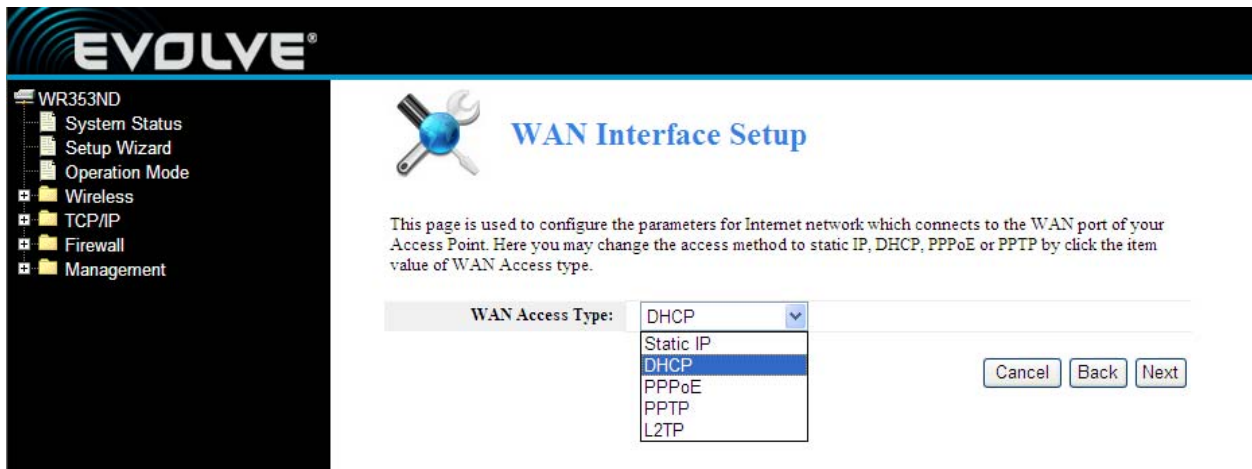 EVOLVE®
WR353ND
System Status
Setup Wizard
Operation Mode
Wireless
TCP/IP
Firewall
Management
WAN Interface Setup
This page is used to configure the parameters for Internet network which connects to the WAN port of your
Access Point. Here you may change the access method to static IP, DHCP, PPPoE or PPTP by click the item
value of WAN Access type.
WAN Access Type: DHCP
Static IP
DHCP
PPPoE
PPTP
L2TP
Cancel Back Next